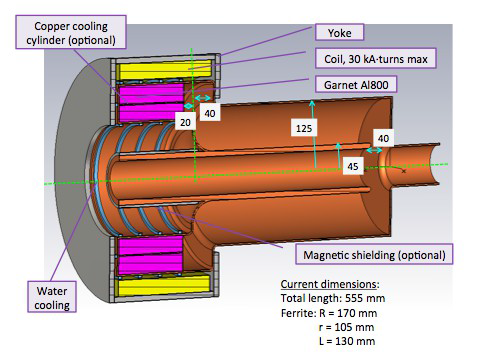 Copper cooling
cylinder (optional)
Yoke
Coil, 30 kA·turns max
Garnet Al800
40
20
125
40
45
Magnetic shielding (optional)
Water
cooling
Current dimensions:
Total length: 555 mm
Ferrite: R = 170 mm
r = 105 mm
L = 130 mm